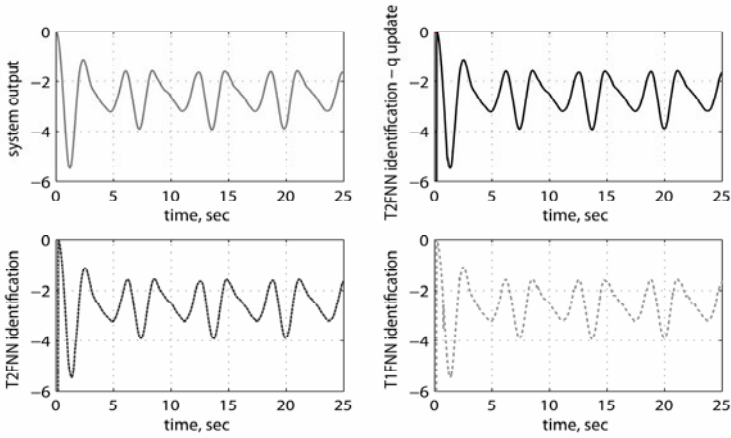 system output
0
−2
−4
−6
0 5 10 15 20 25
time, sec
T2FNN identification – q update
0
−2
−4
−6
0 5 10 15 20 25
time, sec
T2FNN identification
0
−2
−4
−6
0 5 10 15 20 25
time, sec
T1FNN identification
0
−2
−4
−6
0 5 10 15 20 25
time, sec